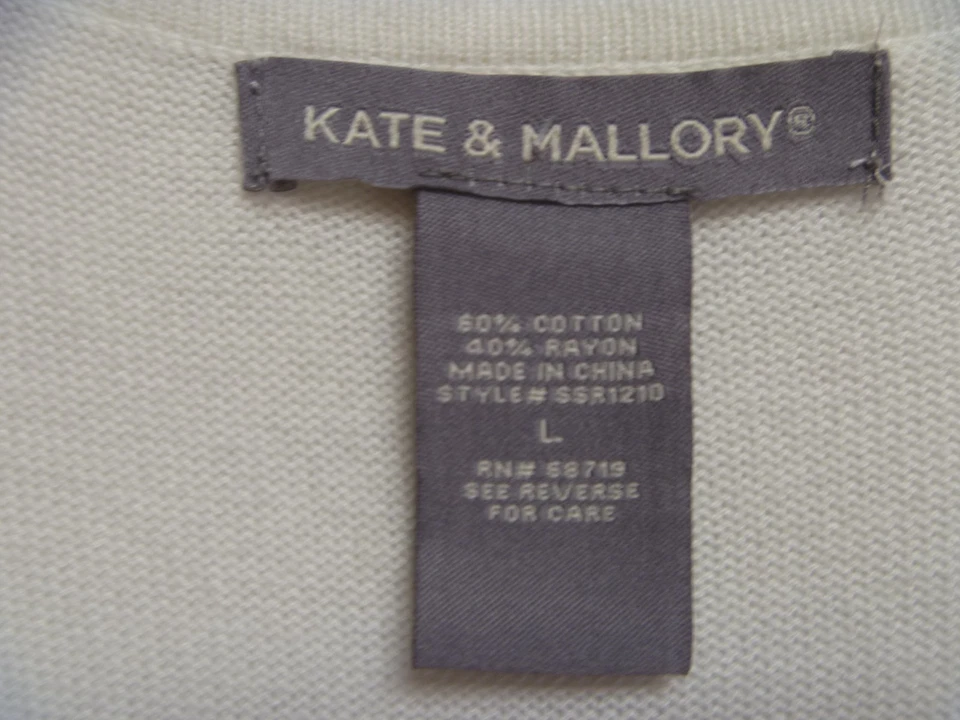 KATE & MALLORY®
60% COTTON
40% RAYON
MADE IN CHINA
STYLE# SSR1210
L
RN# 68719
SEE REVERSE
FOR CARE